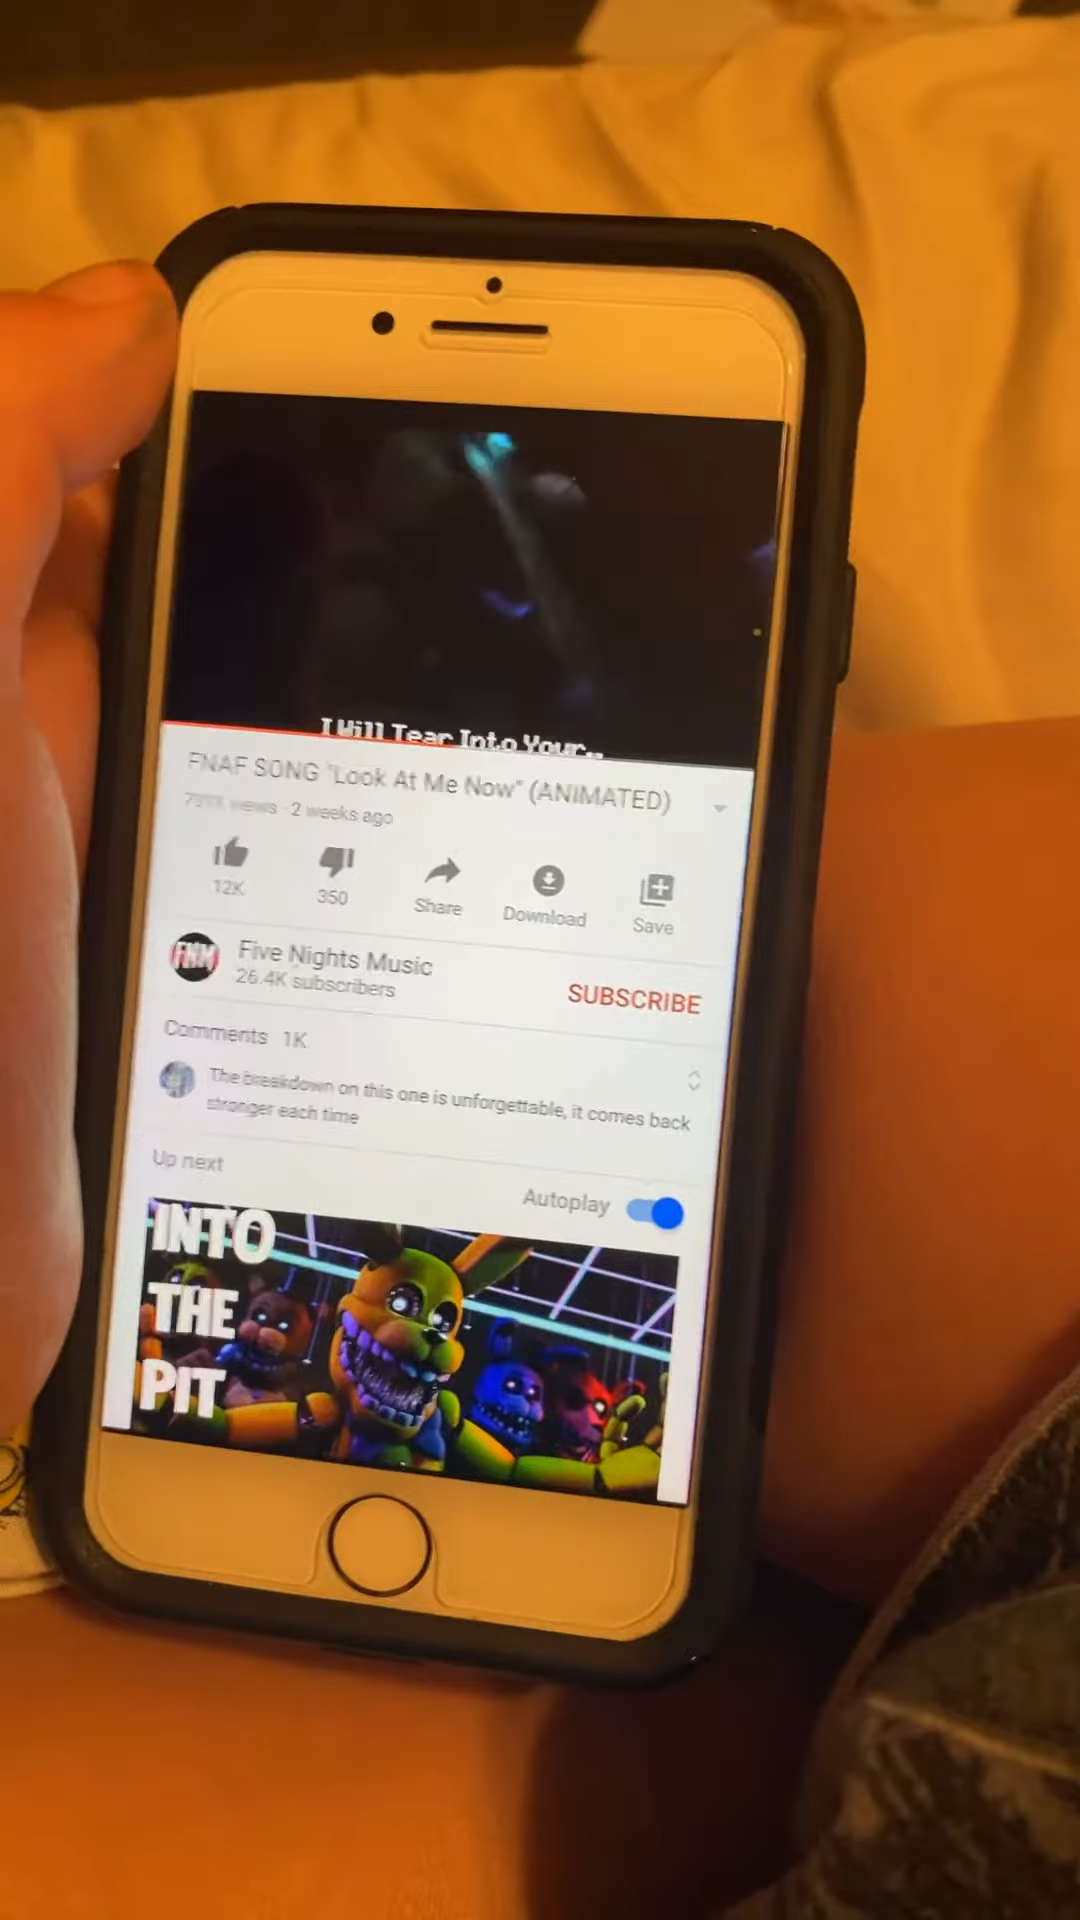 I Will Tear Into Your..
FNAF SONG "Look At Me Now" (ANIMATED)
views · 2 weeks ago
12K
350
Share
Download
Save
FNM
Five Nights Music
26.4K subscribers
SUBSCRIBE
Comments 1K
The breakdown on this one is unforgettable, it comes back
stronger each time
Up next
Autoplay
INTO
THE
PIT